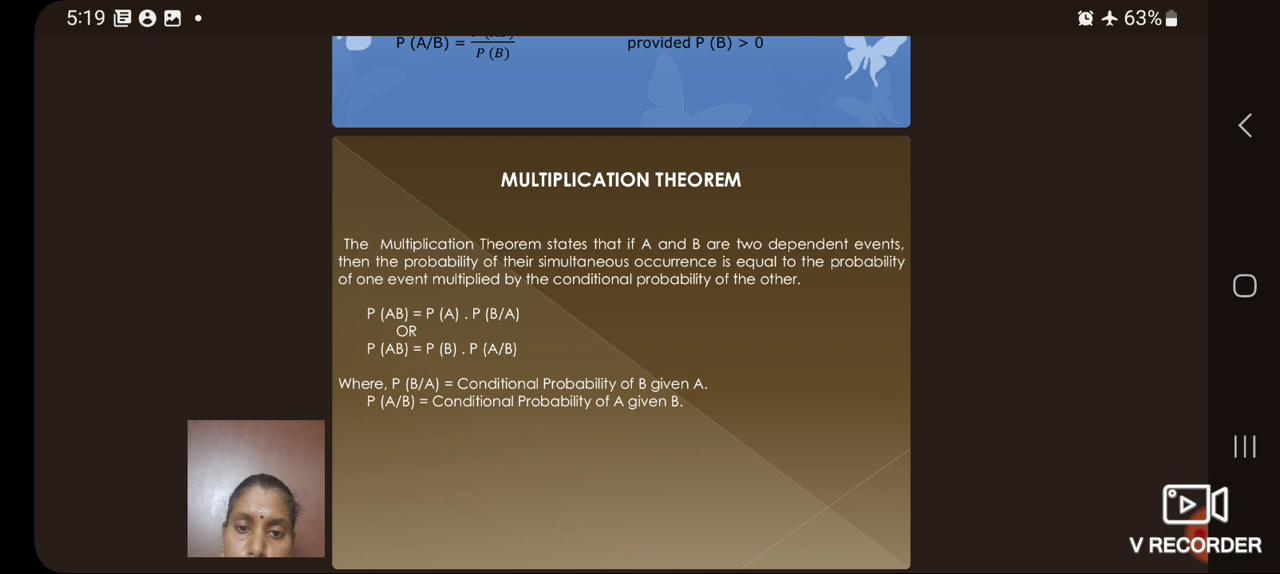 5:19
63%
P (A/B) =
P (B)
provided P (B) > 0
MULTIPLICATION THEOREM
The Multiplication Theorem states that if A and B are two dependent events,
then the probability of their simultaneous occurrence is equal to the probability
of one event multiplied by the conditional probability of the other.
P (AB) = P (A) . P (B/A)
OR
P (AB) = P (B) . P (A/B)
Where, P (B/A) = Conditional Probability of B given A.
P (A/B) = Conditional Probability of A given B.
V RECORDER